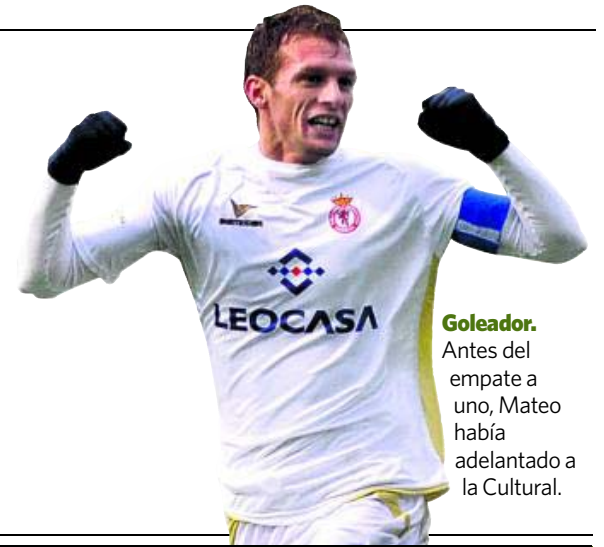 LEOCASA
Goleador.
Antes del
empate a
uno, Mateo
había
adelantado a
la Cultural.